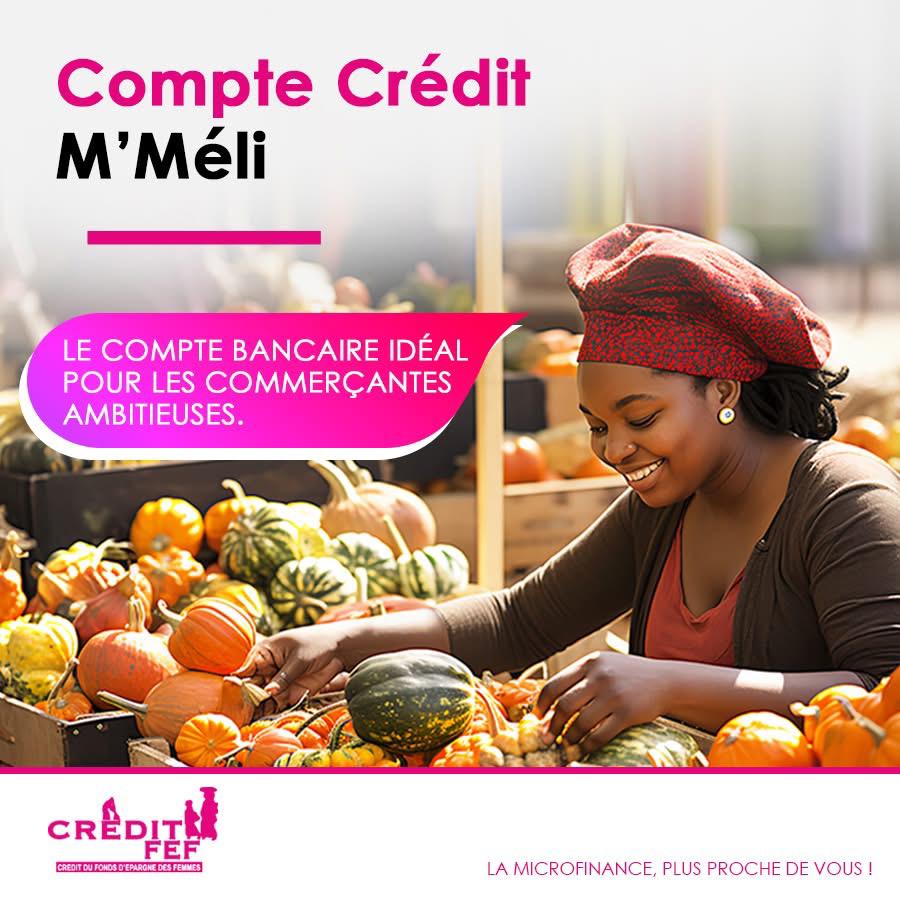 Compte Crédit
M’Méli
LE COMPTE BANCAIRE IDÉAL
POUR LES COMMERÇANTES
AMBITIEUSES.
CRÉDIT
FEF
CREDIT DU FONDS D'EPARGNE DES FEMMES
LA MICROFINANCE, PLUS PROCHE DE VOUS !